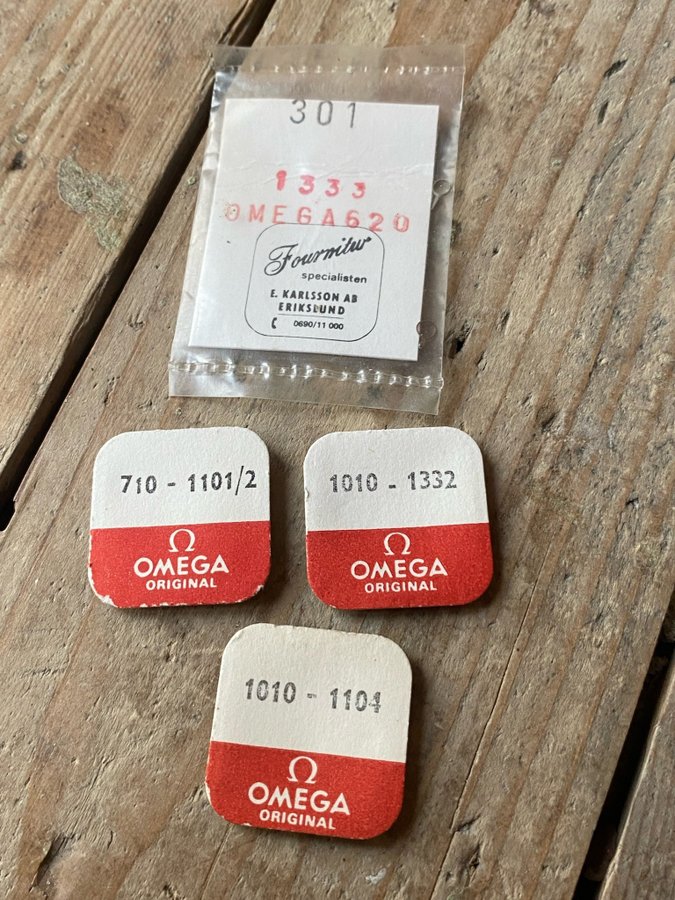 301
1333
OMEGA620
Fournitur
specialisten
E. KARLSSON AB
ERIKSLUND
0690/11 000
710 - 1101/2
Ω
OMEGA
ORIGINAL
1010 - 1332
Ω
OMEGA
ORIGINAL
1010 - 1104
Ω
OMEGA
ORIGINAL